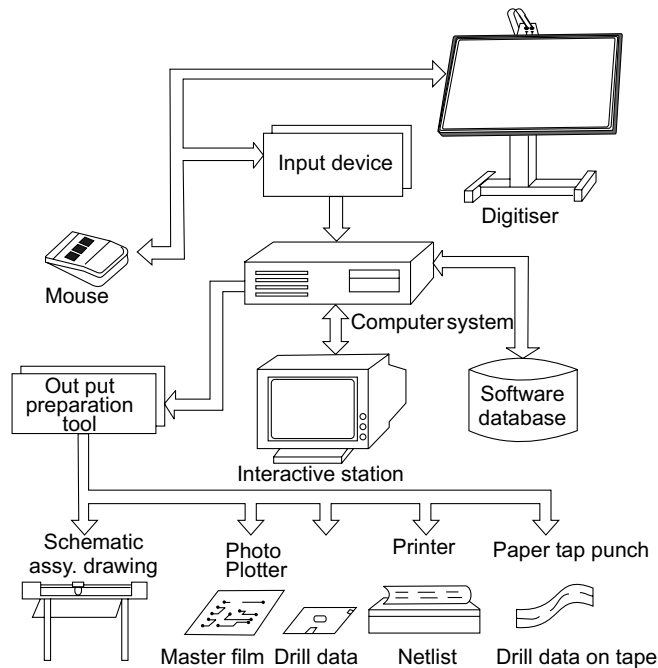 Input device
Digitiser
Mouse
Computer system
Out put
preparation
tool
Software
database
Interactive station
Schematic
assy. drawing
Photo
Plotter
Printer
Paper tap punch
Master film
Drill data
Netlist
Drill data on tape